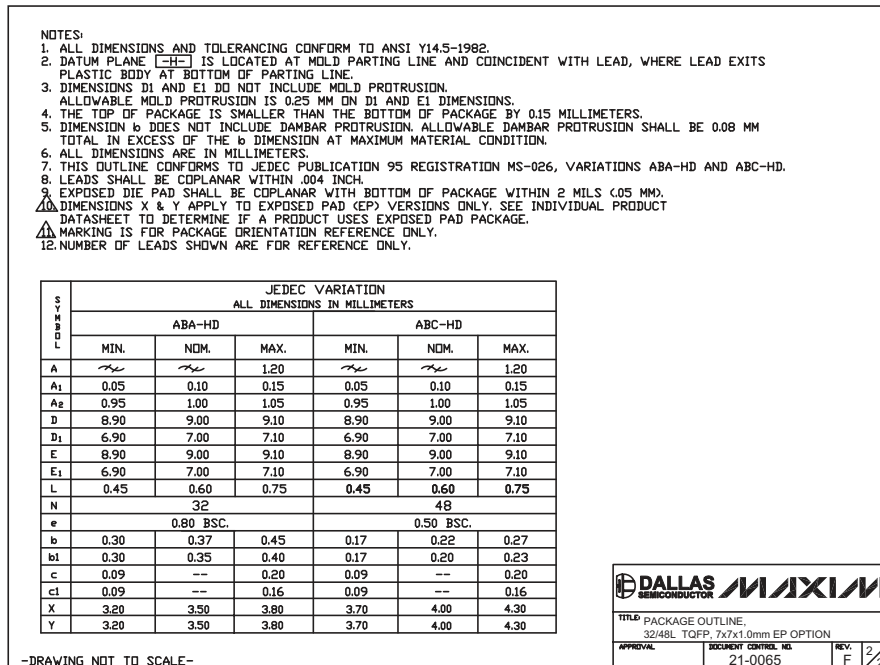 NOTES:
1. ALL DIMENSIONS AND TOLERANCING CONFORM TO ANSI Y14.5-1982.
2. DATUM PLANE -H- IS LOCATED AT MOLD PARTING LINE AND COINCIDENT WITH LEAD, WHERE LEAD EXITS
PLASTIC BODY AT BOTTOM OF PARTING LINE.
3. DIMENSIONS D1 AND E1 DO NOT INCLUDE MOLD PROTRUSION.
ALLOWABLE MOLD PROTRUSION IS 0.25 MM ON D1 AND E1 DIMENSIONS.
4. THE TOP OF PACKAGE IS SMALLER THAN THE BOTTOM OF PACKAGE BY 0.15 MILLIMETERS.
5. DIMENSION b DOES NOT INCLUDE DAMBAR PROTRUSION. ALLOWABLE DAMBAR PROTRUSION SHALL BE 0.08 MM
TOTAL IN EXCESS OF THE b DIMENSION AT MAXIMUM MATERIAL CONDITION.
6. ALL DIMENSIONS ARE IN MILLIMETERS.
7. THIS OUTLINE CONFORMS TO JEDEC PUBLICATION 95 REGISTRATION MS-026, VARIATIONS ABA-HD AND ABC-HD.
8. LEADS SHALL BE COPLANAR WITHIN .004 INCH.
9. EXPOSED DIE PAD SHALL BE COPLANAR WITH BOTTOM OF PACKAGE WITHIN 2 MILS (.05 MM).
10. DIMENSIONS X & Y APPLY TO EXPOSED PAD (EP) VERSIONS ONLY. SEE INDIVIDUAL PRODUCT
DATASHEET TO DETERMINE IF A PRODUCT USES EXPOSED PAD PACKAGE.
11. MARKING IS FOR PACKAGE ORIENTATION REFERENCE ONLY.
12. NUMBER OF LEADS SHOWN ARE FOR REFERENCE ONLY.
SYMBOL JEDEC VARIATION
ALL DIMENSIONS IN MILLIMETERS
ABA-HD ABC-HD
MIN. NOM. MAX. MIN. NOM. MAX.
A 1.20 1.20
A1 0.05 0.10 0.15 0.05 0.10 0.15
A2 0.95 1.00 1.05 0.95 1.00 1.05
D 8.90 9.00 9.10 8.90 9.00 9.10
D1 6.90 7.00 7.10 6.90 7.00 7.10
E 8.90 9.00 9.10 8.90 9.00 9.10
E1 6.90 7.00 7.10 6.90 7.00 7.10
L 0.45 0.60 0.75 0.45 0.60 0.75
N 32 48
e 0.80 BSC. 0.50 BSC.
b 0.30 0.37 0.45 0.17 0.22 0.27
b1 0.30 0.35 0.40 0.17 0.20 0.23
c 0.09 -- 0.20 0.09 -- 0.20
c1 0.09 -- 0.16 0.09 -- 0.16
X 3.20 3.50 3.80 3.70 4.00 4.30
Y 3.20 3.50 3.80 3.70 4.00 4.30
-DRAWING NOT TO SCALE-
DALLAS SEMICONDUCTOR MAXIM
TITLE: PACKAGE OUTLINE,
32/48L TQFP, 7x7x1.0mm EP OPTION
APPROVAL DOCUMENT CONTROL NO. REV.
21-0065 F 2/